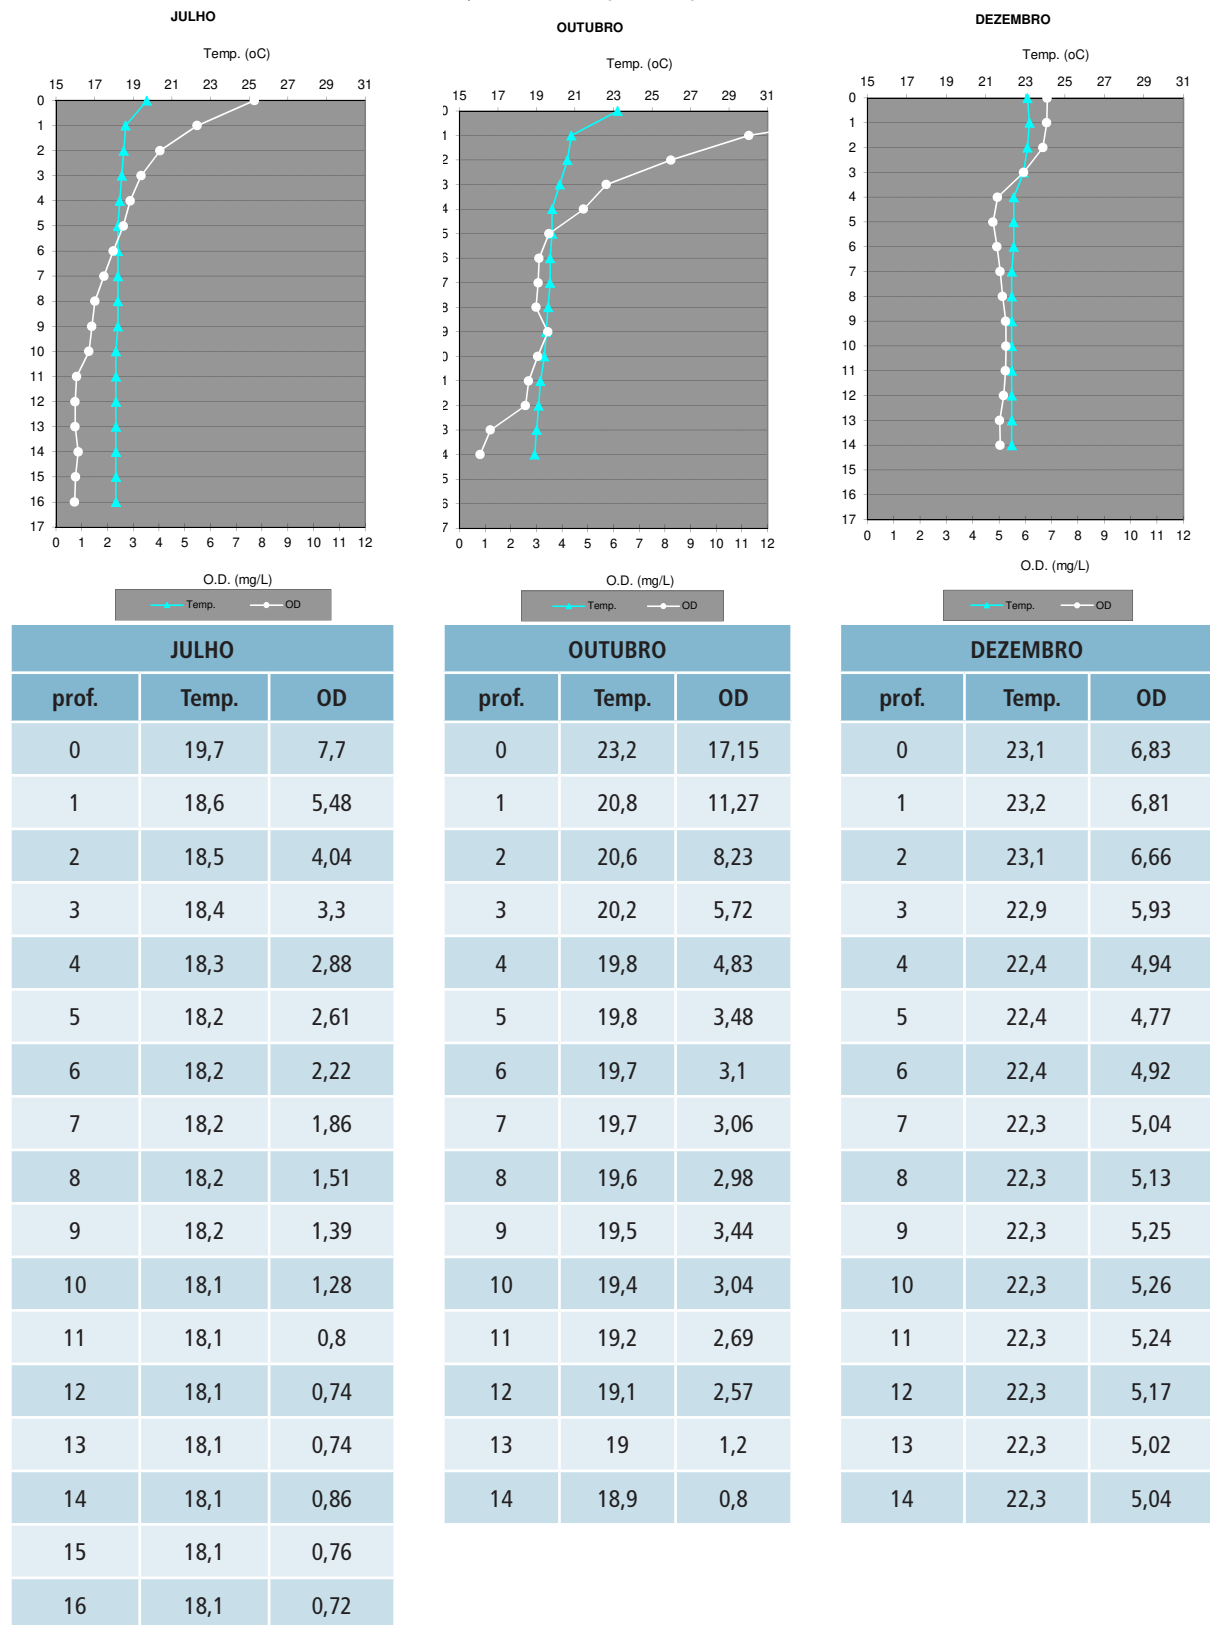 JULHO
Temp. (oC)
15 17 19 21 23 25 27 29 31
0
1
2
3
4
5
6
7
8
9
10
11
12
13
14
15
16
17
0 1 2 3 4 5 6 7 8 9 10 11 12
O.D. (mg/L)
Temp. OD
OUTUBRO
Temp. (oC)
15 17 19 21 23 25 27 29 31
0
1
2
3
4
5
6
7
8
9
0
1
2
3
4
5
6
7
0 1 2 3 4 5 6 7 8 9 10 11 12
O.D. (mg/L)
Temp. OD
DEZEMBRO
Temp. (oC)
15 17 19 21 23 25 27 29 31
0
1
2
3
4
5
6
7
8
9
10
11
12
13
14
15
16
17
0 1 2 3 4 5 6 7 8 9 10 11 12
O.D. (mg/L)
Temp. OD
JULHO
prof. Temp. OD
0 19,7 7,7
1 18,6 5,48
2 18,5 4,04
3 18,4 3,3
4 18,3 2,88
5 18,2 2,61
6 18,2 2,22
7 18,2 1,86
8 18,2 1,51
9 18,2 1,39
10 18,1 1,28
11 18,1 0,8
12 18,1 0,74
13 18,1 0,74
14 18,1 0,86
15 18,1 0,76
16 18,1 0,72
OUTUBRO
prof. Temp. OD
0 23,2 17,15
1 20,8 11,27
2 20,6 8,23
3 20,2 5,72
4 19,8 4,83
5 19,8 3,48
6 19,7 3,1
7 19,7 3,06
8 19,6 2,98
9 19,5 3,44
10 19,4 3,04
11 19,2 2,69
12 19,1 2,57
13 19 1,2
14 18,9 0,8
DEZEMBRO
prof. Temp. OD
0 23,1 6,83
1 23,2 6,81
2 23,1 6,66
3 22,9 5,93
4 22,4 4,94
5 22,4 4,77
6 22,4 4,92
7 22,3 5,04
8 22,3 5,13
9 22,3 5,25
10 22,3 5,26
11 22,3 5,24
12 22,3 5,17
13 22,3 5,02
14 22,3 5,04